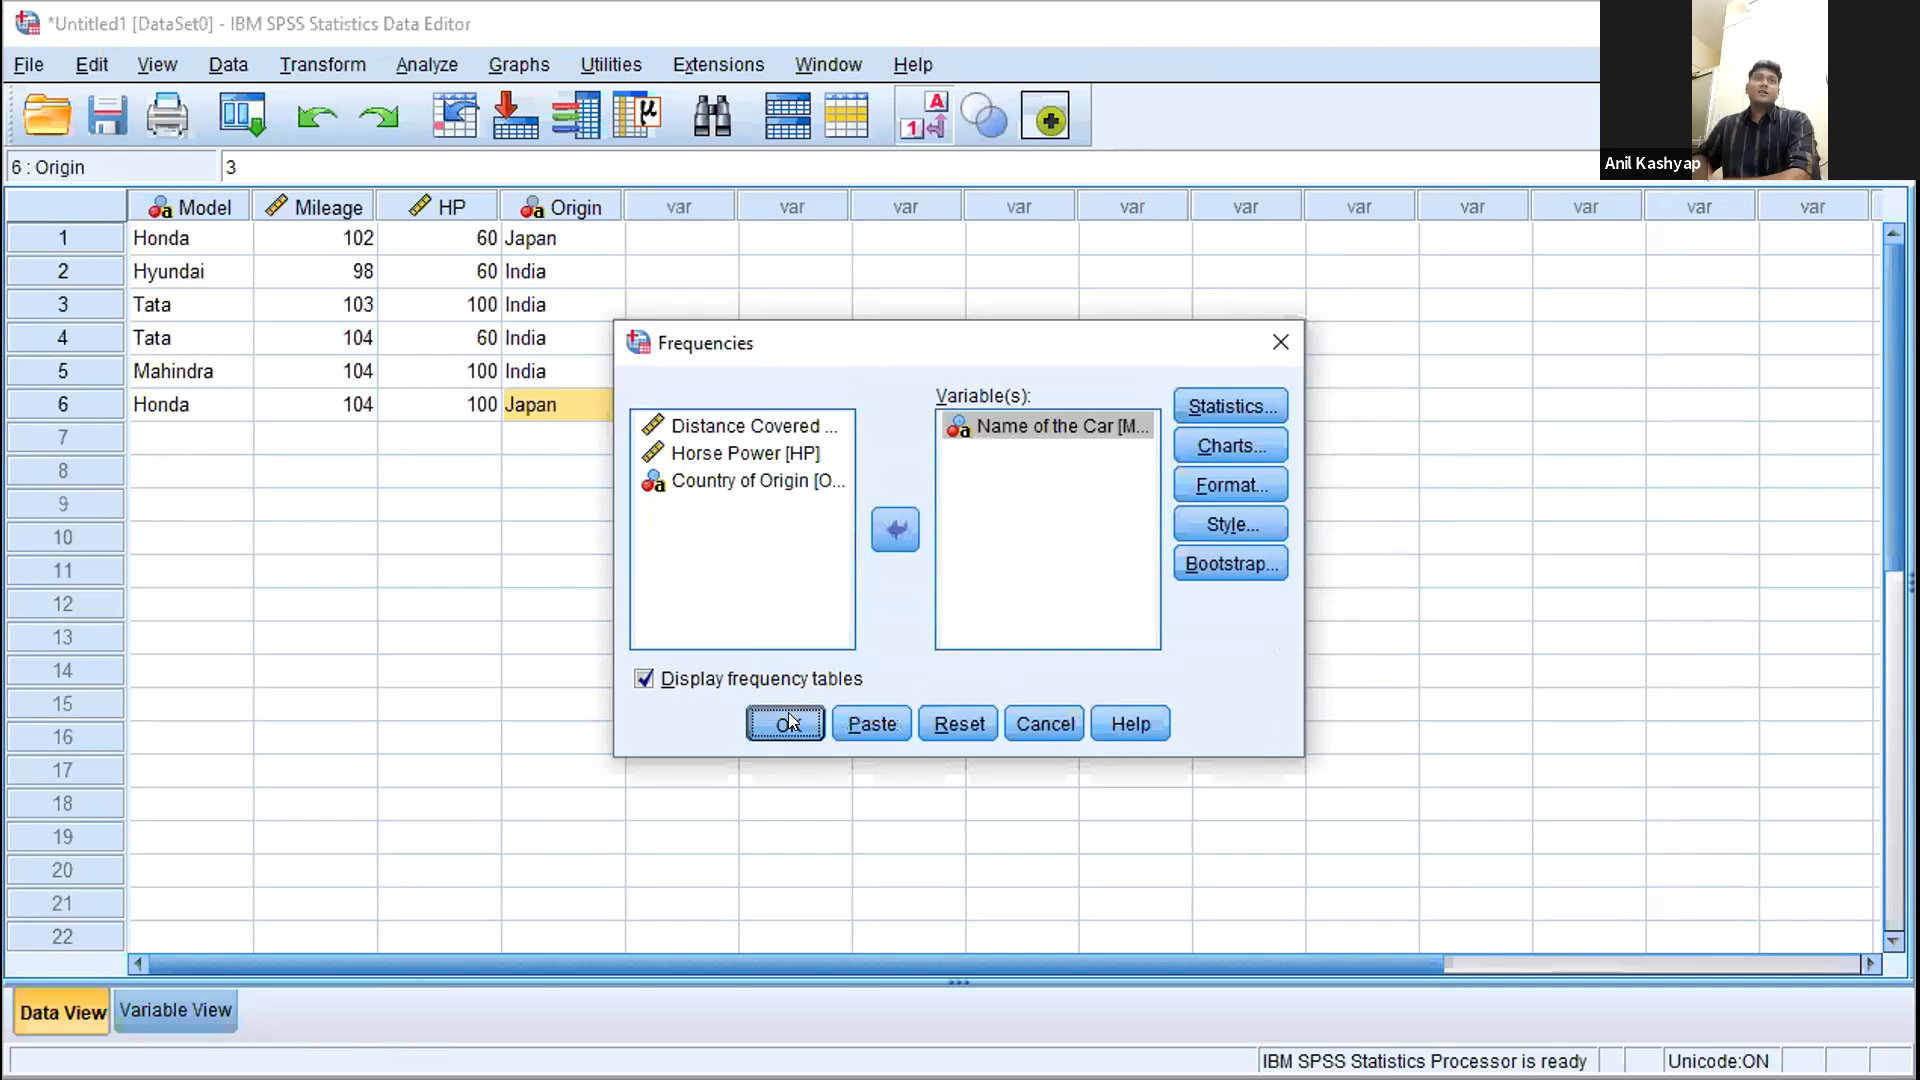 *Untitled1 [DataSet0] - IBM SPSS Statistics Data Editor
File Edit View Data Transform Analyze Graphs Utilities Extensions Window Help
Anil Kashyap
6 : Origin 3
Model Mileage HP Origin var var var var var var var var var var var
1 Honda 102 60 Japan
2 Hyundai 98 60 India
3 Tata 103 100 India
4 Tata 104 60 India
5 Mahindra 104 100 India
6 Honda 104 100 Japan
7
8
9
10
11
12
13
14
15
16
17
18
19
20
21
22
Frequencies
Variable(s):
Distance Covered ...
Horse Power [HP]
Country of Origin [O...
Name of the Car [M...
Statistics...
Charts...
Format...
Style...
Bootstrap...
Display frequency tables
OK Paste Reset Cancel Help
Data View Variable View
IBM SPSS Statistics Processor is ready Unicode:ON